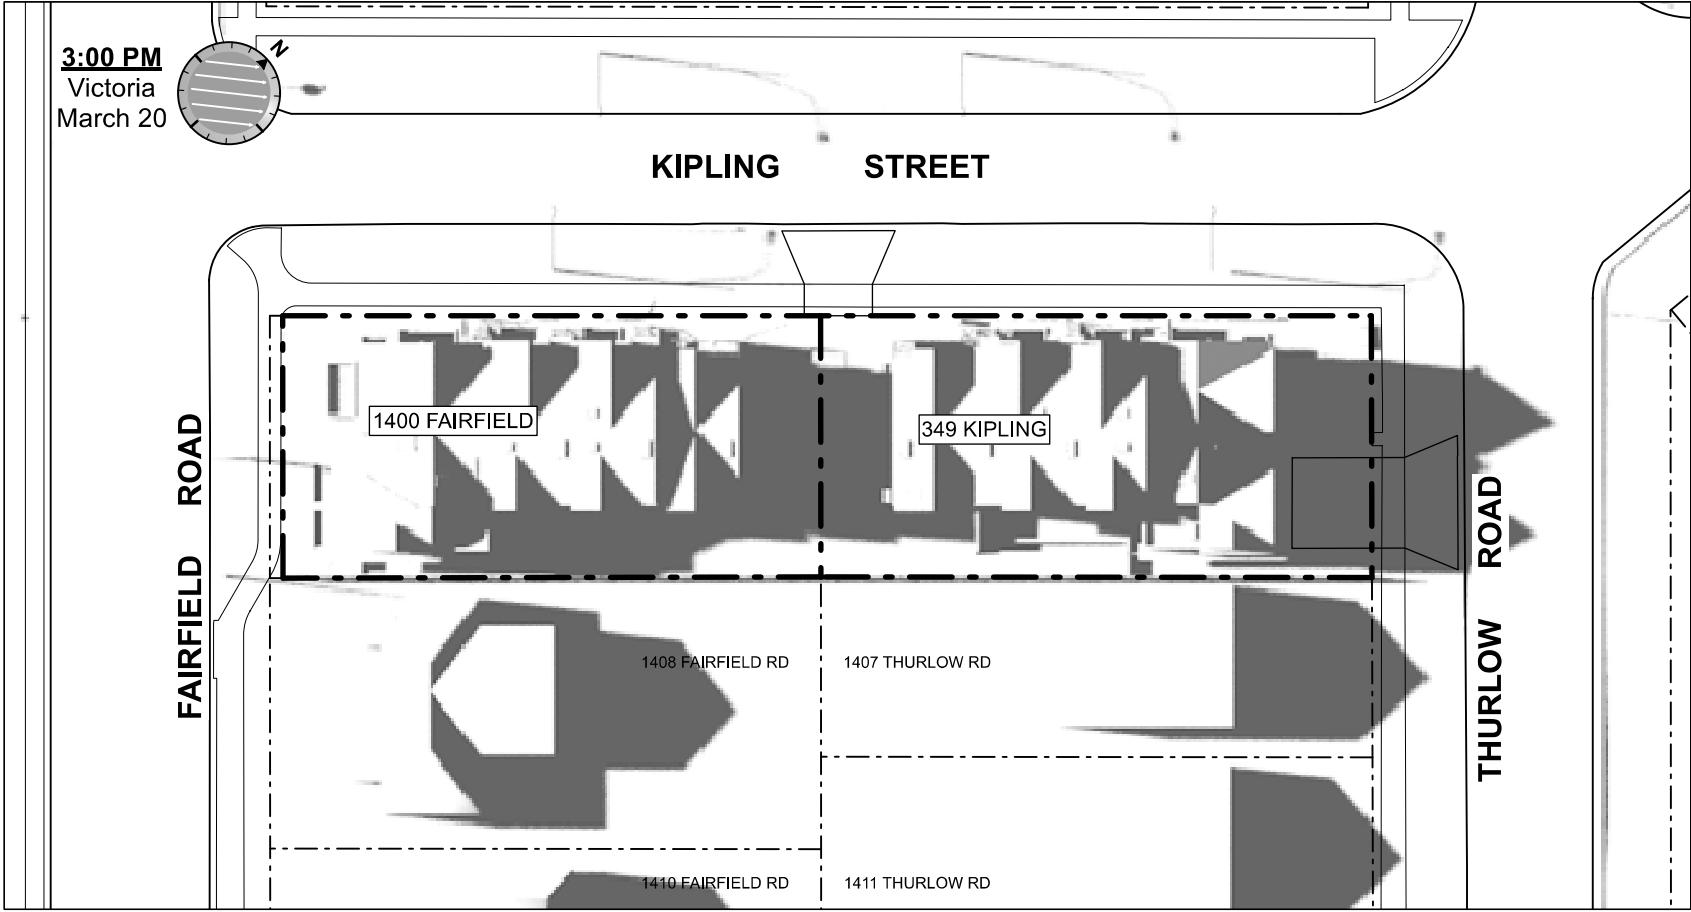 3:00 PM
Victoria
March 20
N
KIPLING STREET
FAIRFIELD ROAD
1400 FAIRFIELD
349 KIPLING
THURLOW ROAD
1408 FAIRFIELD RD
1407 THURLOW RD
1410 FAIRFIELD RD
1411 THURLOW RD